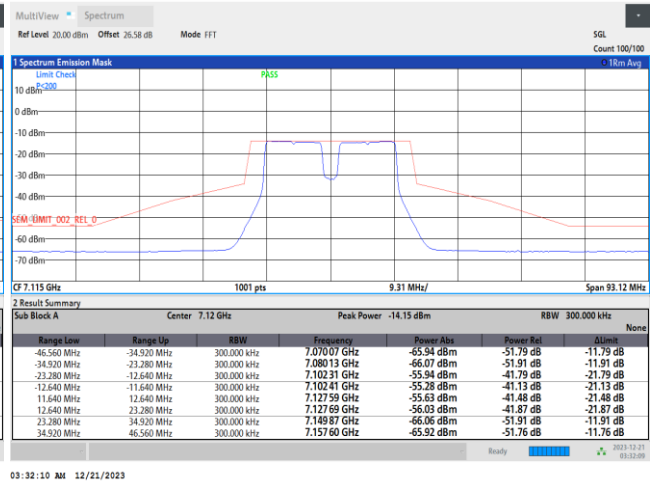 MultiView Spectrum
Ref Level 20.00 dBm Offset 26.58 dB Mode FFT SGL
Count 100/100
1 Spectrum Emission Mask 1Rm Avg
Limit Check PASS
P<200
10 dBm
0 dBm
-10 dBm
-20 dBm
-30 dBm
-40 dBm
SEM_LIMIT_002_REL_0
-60 dBm
-70 dBm
CF 7.115 GHz 1001 pts 9.31 MHz/ Span 93.12 MHz
2 Result Summary
Sub Block A Center 7.12 GHz Peak Power -14.15 dBm RBW 300.000 kHz
None
Range Low Range Up RBW Frequency Power Abs Power Rel ΔLimit
-46.560 MHz -34.920 MHz 300.000 kHz 7.07007 GHz -65.94 dBm -51.79 dB -11.79 dB
-34.920 MHz -23.280 MHz 300.000 kHz 7.08013 GHz -66.07 dBm -51.91 dB -11.91 dB
-23.280 MHz -12.640 MHz 300.000 kHz 7.10231 GHz -55.94 dBm -41.79 dB -21.79 dB
-12.640 MHz -11.640 MHz 300.000 kHz 7.10241 GHz -55.28 dBm -41.13 dB -21.13 dB
11.640 MHz 12.640 MHz 300.000 kHz 7.12759 GHz -55.63 dBm -41.48 dB -21.48 dB
12.640 MHz 23.280 MHz 300.000 kHz 7.12769 GHz -56.03 dBm -41.87 dB -21.87 dB
23.280 MHz 34.920 MHz 300.000 kHz 7.14987 GHz -66.06 dBm -51.91 dB -11.91 dB
34.920 MHz 46.560 MHz 300.000 kHz 7.15760 GHz -65.92 dBm -51.76 dB -11.76 dB
Ready 2023-12-21
03:32:09
03:32:10 AM 12/21/2023